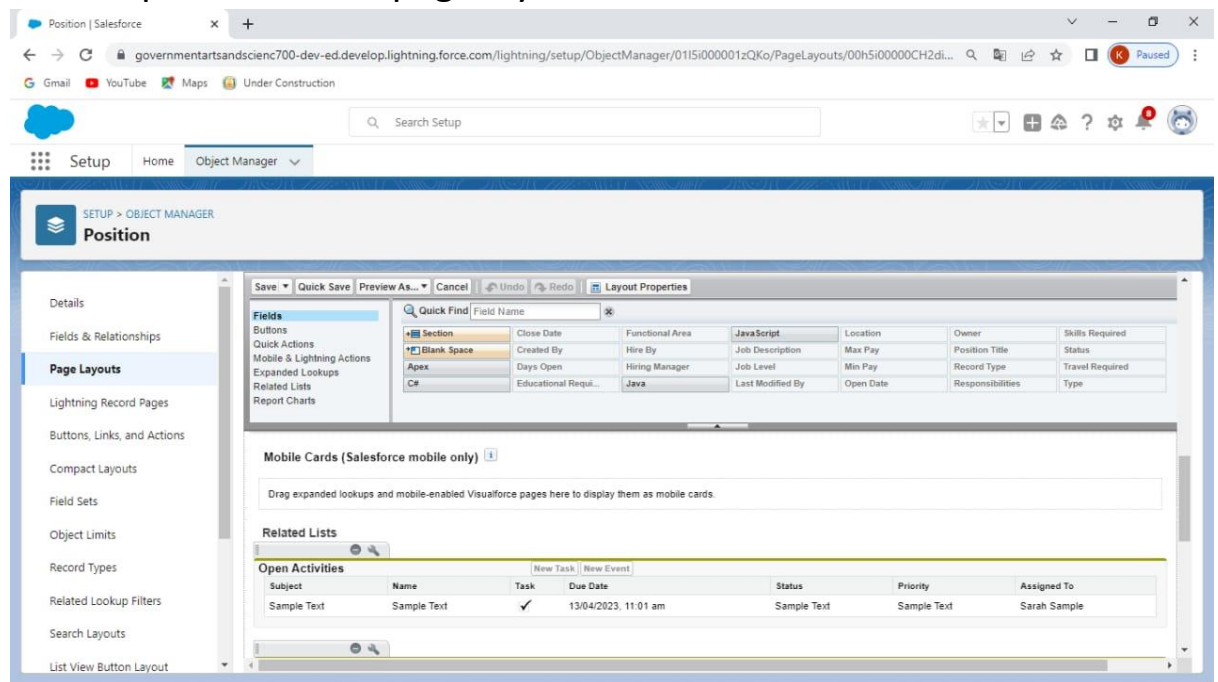 Position | Salesforce
governmentartsandscienc700-dev-ed.develop.lightning.force.com/lightning/setup/ObjectManager/01I5i000001zQKo/PageLayouts/00h5i00000CH2di...
K Paused
Gmail YouTube Maps Under Construction
Search Setup
Setup Home Object Manager
SETUP > OBJECT MANAGER
Position
Details
Fields & Relationships
Page Layouts
Lightning Record Pages
Buttons, Links, and Actions
Compact Layouts
Field Sets
Object Limits
Record Types
Related Lookup Filters
Search Layouts
List View Button Layout
Save Quick Save Preview As... Cancel Undo Redo Layout Properties
Fields
Buttons
Quick Actions
Mobile & Lightning Actions
Expanded Lookups
Related Lists
Report Charts
Quick Find Field Name
Section Close Date Functional Area JavaScript Location Owner Skills Required
Blank Space Created By Hire By Job Description Max Pay Position Title Status
Apex Days Open Hiring Manager Job Level Min Pay Record Type Travel Required
C# Educational Requi... Java Last Modified By Open Date Responsibilities Type
Mobile Cards (Salesforce mobile only) i
Drag expanded lookups and mobile-enabled Visualforce pages here to display them as mobile cards.
Related Lists
Open Activities New Task New Event
Subject Name Task Due Date Status Priority Assigned To
Sample Text Sample Text ✓ 13/04/2023, 11:01 am Sample Text Sample Text Sarah Sample